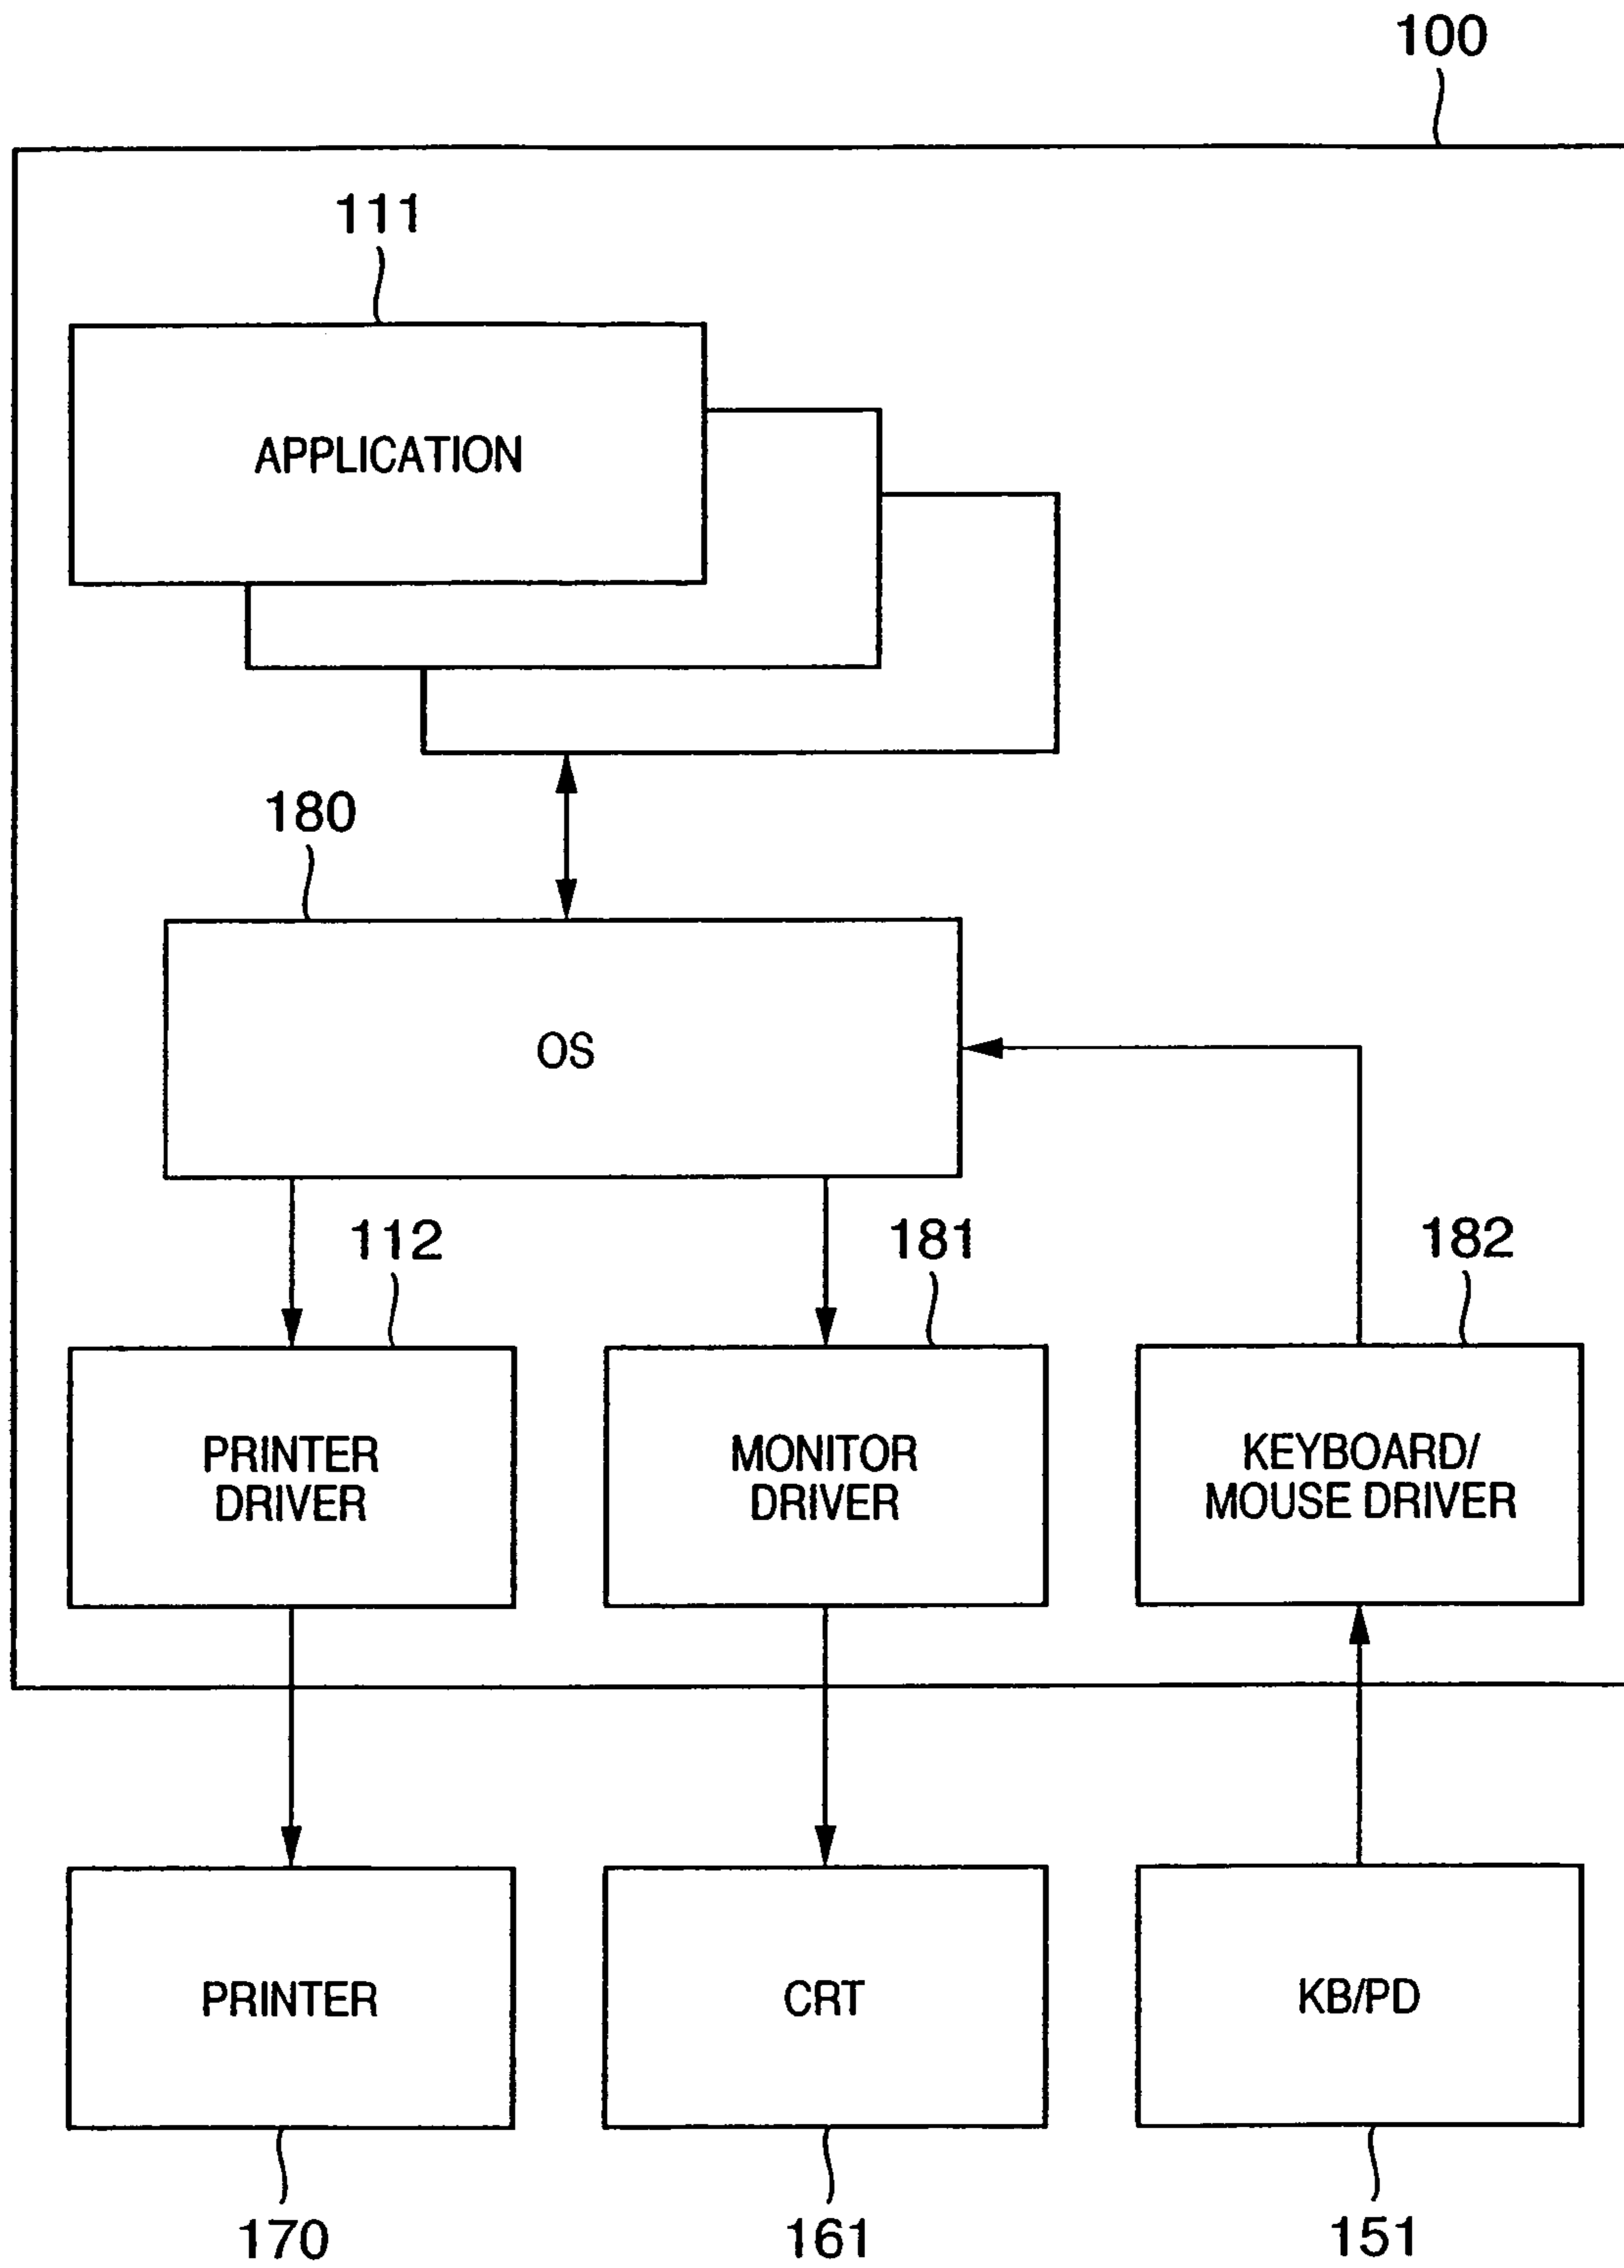 100
111
APPLICATION
180
OS
112
181
182
PRINTER
DRIVER
MONITOR
DRIVER
KEYBOARD/
MOUSE DRIVER
PRINTER
CRT
KB/PD
170
161
151